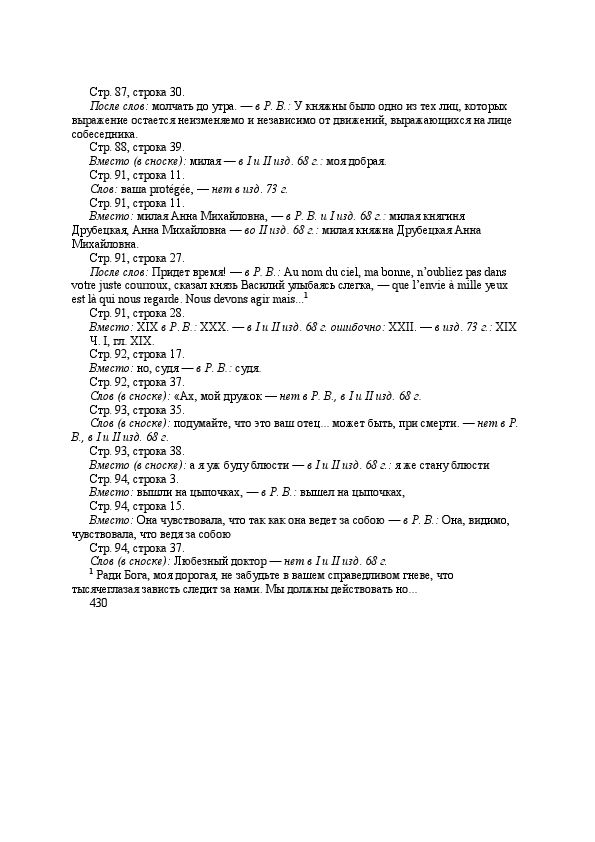 Стр. 87, строка 30.
После слов: молчать до утра. — в Р. В.: У княжны было одно из тех лиц, которых
выражение остается неизменяемо и независимо от движений, выражающихся на лице
собеседника.
Стр. 88, строка 39.
Вместо (в сноске): милая — в I и II изд. 68 г.: моя добрая.
Стр. 91, строка 11.
Слов: ваша protégée, — нет в изд. 73 г.
Стр. 91, строка 11.
Вместо: милая Анна Михайловна, — в Р. В. и I изд. 68 г.: милая княгиня
Друбецкая, Анна Михайловна — во II изд. 68 г.: милая княжна Друбецкая Анна
Михайловна.
Стр. 91, строка 27.
После слов: Придет время! — в Р. В.: Au nom du ciel, ma bonne, n’oubliez pas dans
votre juste courroux, сказал князь Василий улыбаясь слегка, — que l’envie à mille yeux
est là qui nous regarde. Nous devons agir mais...1
Стр. 91, строка 28.
Вместо: XIX в Р. В.: XXX. — в I и II изд. 68 г. ошибочно: XXII. — в изд. 73 г.: XIX
Ч. I, гл. XIX.
Стр. 92, строка 17.
Вместо: но, судя — в Р. В.: судя.
Стр. 92, строка 37.
Слов (в сноске): «Ах, мой дружок — нет в Р. В., в I и II изд. 68 г.
Стр. 93, строка 35.
Слов (в сноске): подумайте, что это ваш отец... может быть, при смерти. — нет в Р.
В., в I и II изд. 68 г.
Стр. 93, строка 38.
Вместо (в сноске): а я уж буду блюсти — в I и II изд. 68 г.: я же стану блюсти
Стр. 94, строка 3.
Вместо: вышли на цыпочках, — в Р. В.: вышел на цыпочках,
Стр. 94, строка 15.
Вместо: Она чувствовала, что так как она ведет за собою — в Р. В.: Она, видимо,
чувствовала, что ведя за собою
Стр. 94, строка 37.
Слов (в сноске): Любезный доктор — нет в I и II изд. 68 г.
1 Ради Бога, моя дорогая, не забудьте в вашем справедливом гневе, что
тысячеглазая зависть следит за нами. Мы должны действовать но...
430